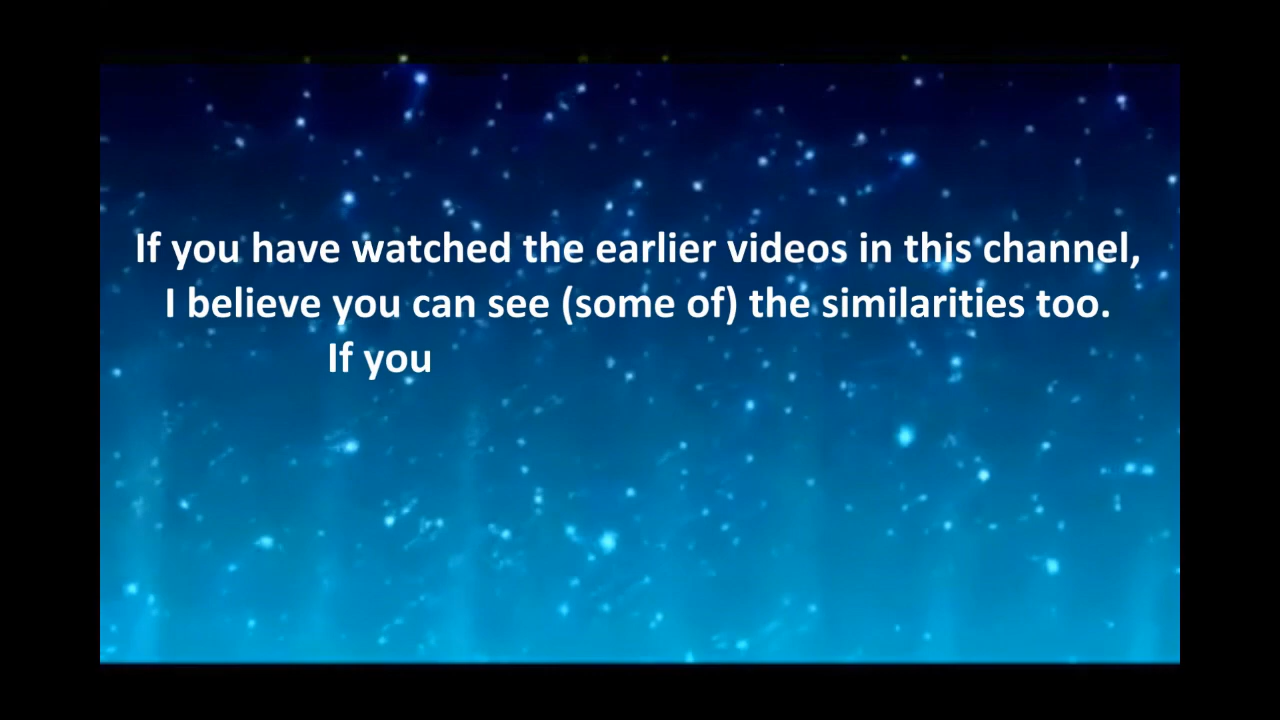 If you have watched the earlier videos in this channel,
I believe you can see (some of) the similarities too.
If you